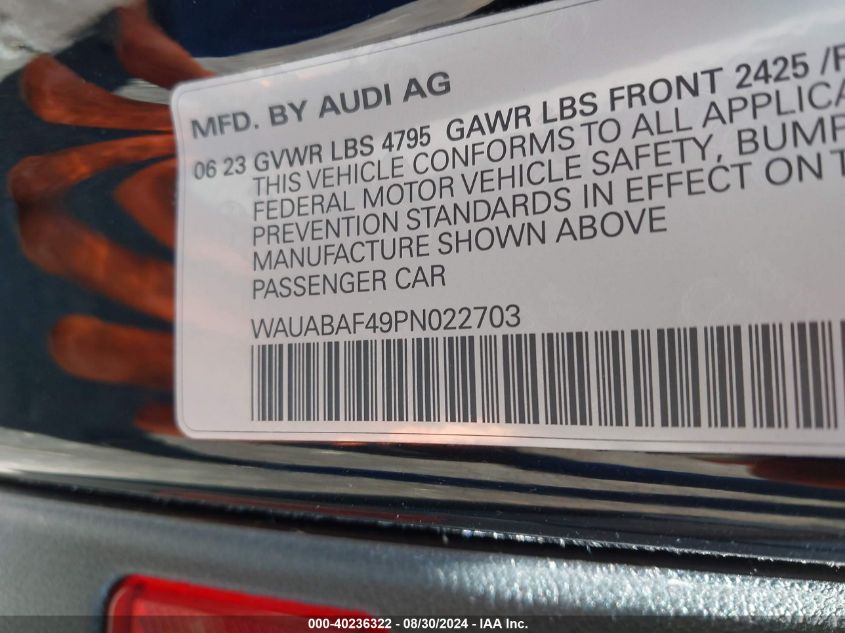 MFD. BY AUDI AG
06 23 GVWR LBS 4795 GAWR LBS FRONT 2425 /
THIS VEHICLE CONFORMS TO ALL
FEDERAL MOTOR VEHICLE SAFETY,
PREVENTION STANDARDS IN EFFECT ON
MANUFACTURE SHOWN ABOVE
PASSENGER CAR
WAUABAF49PN022703
000-40236322 | 08/30/2024 - IAA Inc.